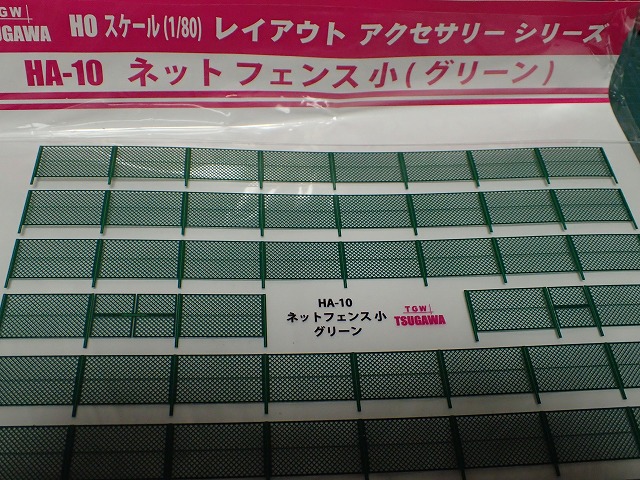 TGW
TSUGAWA
HO スケール (1/80) レイアウト アクセサリー シリーズ
HA-10 ネットフェンス 小 ( グリーン )
HA-10
ネットフェンス 小
グリーン
TGW
TSUGAWA